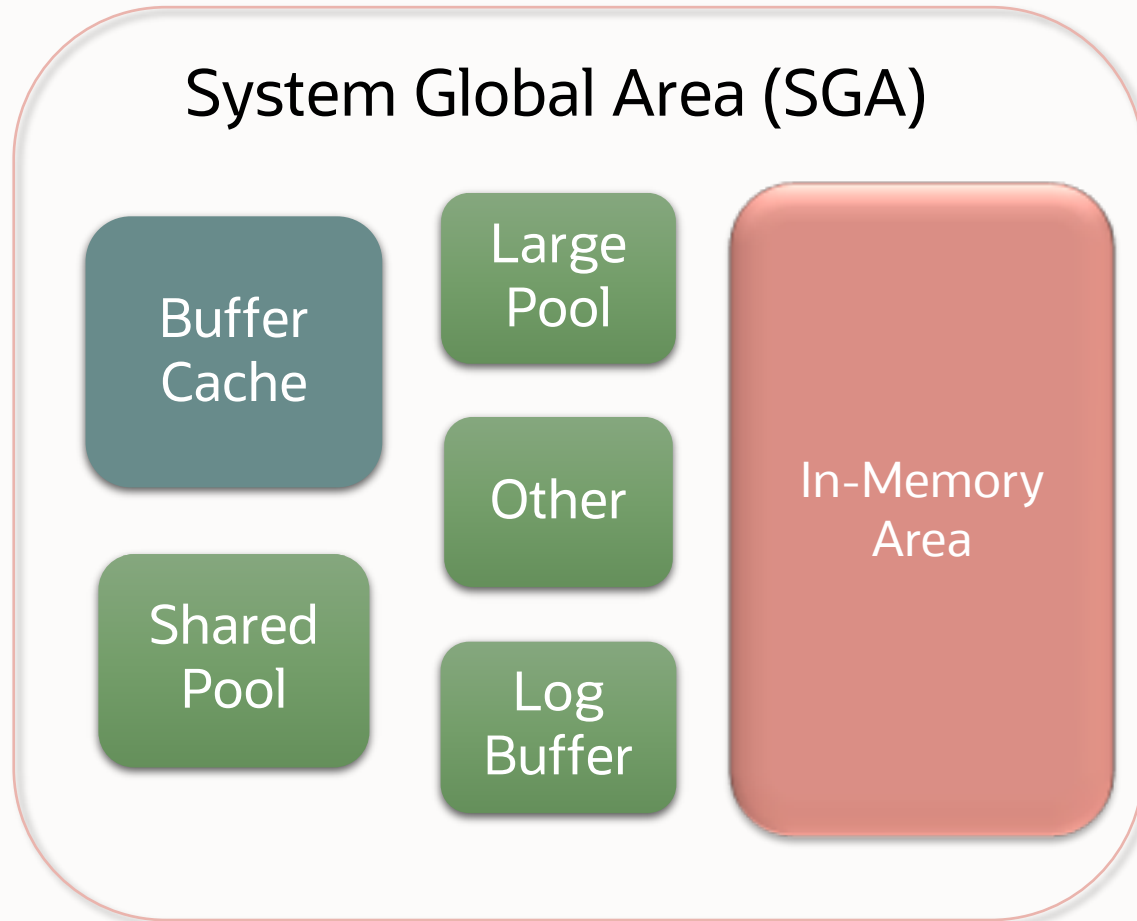 System Global Area (SGA)
Buffer
Cache
Shared
Pool
Large
Pool
Other
Log
Buffer
In-Memory
Area